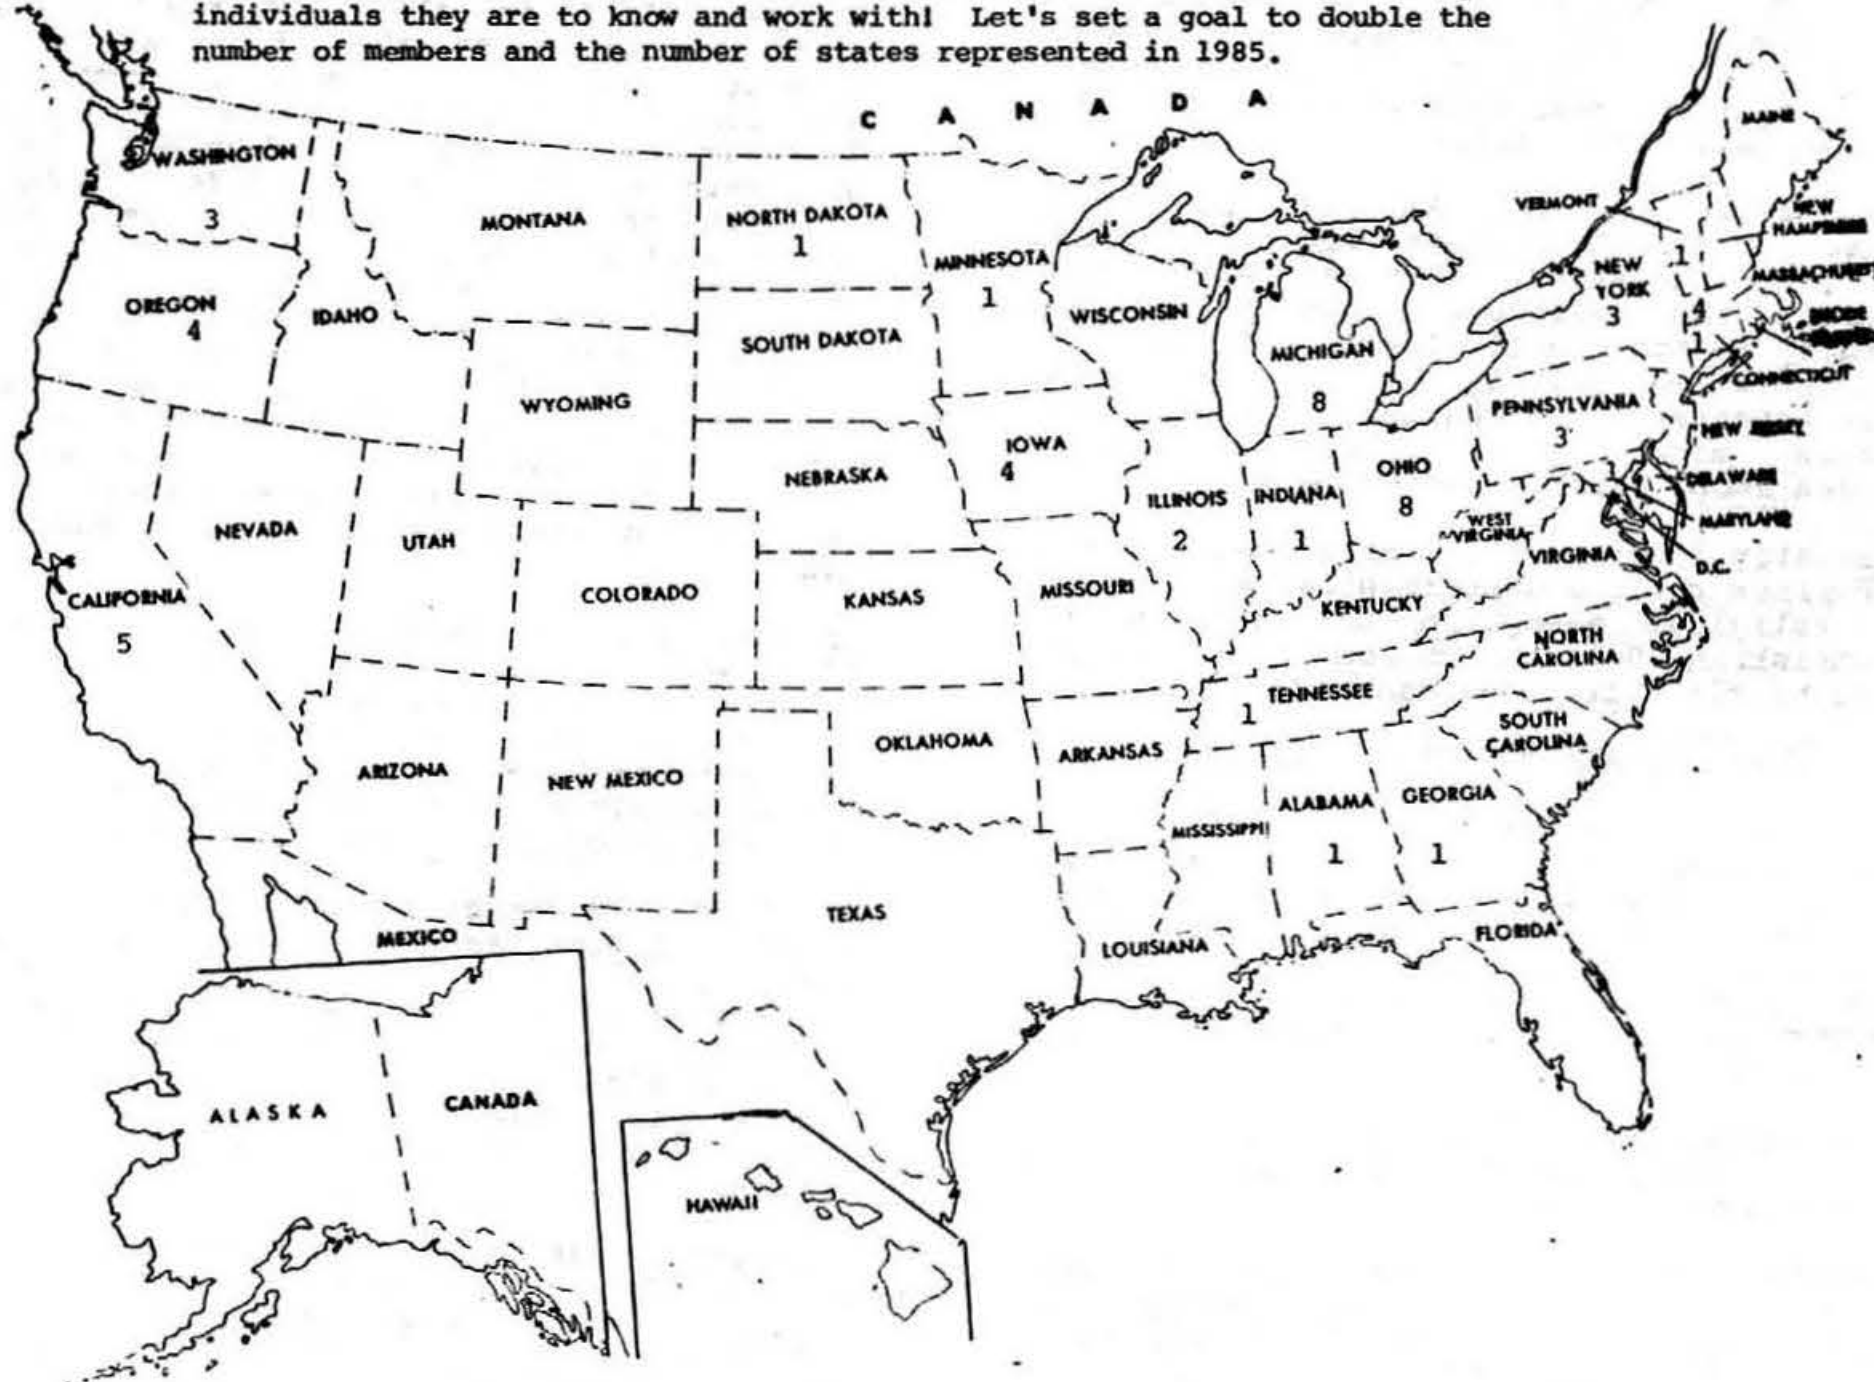 individuals they are to know and work with! Let's set a goal to double the
number of members and the number of states represented in 1985.
C A N A D A
MAINE
WASHINGTON
3
MONTANA
NORTH DAKOTA
1
MINNESOTA
1
VERMONT
NEW
HAMPSHIRE
1
NEW
YORK
3
MASSACHUSET
4
1
CONNECTICUT
OREGON
4
IDAHO
SOUTH DAKOTA
WISCONSIN
MICHIGAN
8
WYOMING
IOWA
4
PENNSYLVANIA
3
NEW JERSEY
NEBRASKA
ILLINOIS
2
INDIANA
1
OHIO
8
DELAWARE
MARYLAND
WEST
VIRGINIA
VIRGINIA
D.C.
NEVADA
UTAH
CALIFORNIA
5
COLORADO
KANSAS
MISSOURI
KENTUCKY
NORTH
CAROLINA
TENNESSEE
1
SOUTH
CAROLINA
ARIZONA
NEW MEXICO
OKLAHOMA
ARKANSAS
MISSISSIPPI
ALABAMA
1
GEORGIA
1
TEXAS
LOUISIANA
FLORIDA
MEXICO
ALASKA
CANADA
HAWAII